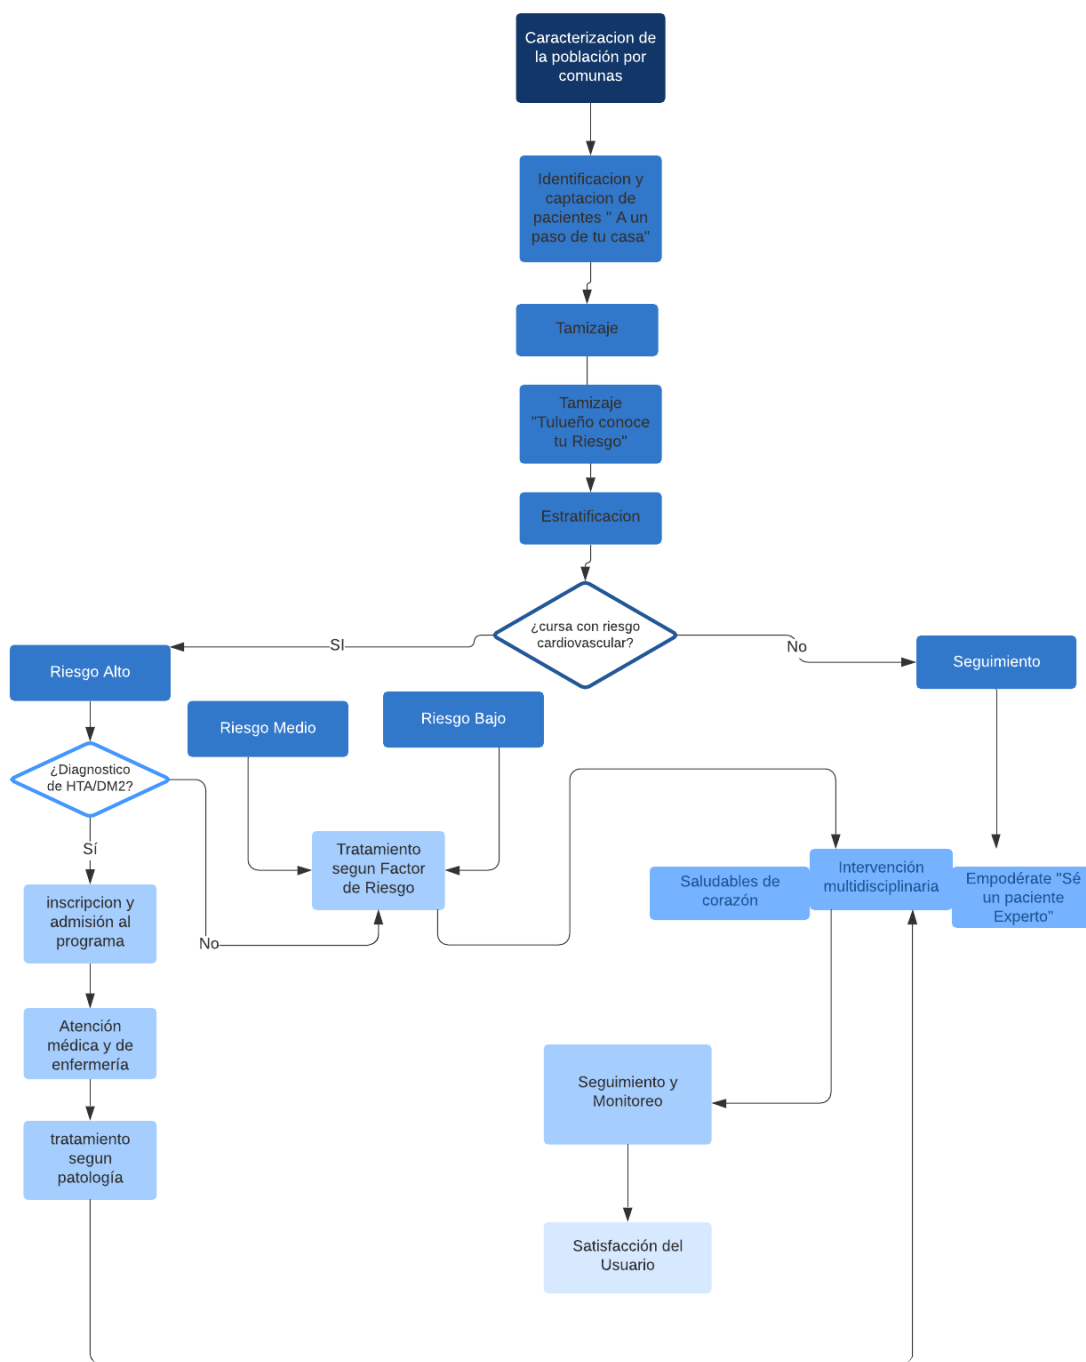 Caracterizacion de
la población por
comunas
Identificacion y
captacion de
pacientes " A un
paso de tu casa"
Tamizaje
Tamizaje
"Tulueño conoce
tu Riesgo"
Estratificacion
¿cursa con riesgo
cardiovascular?
SI
No
Riesgo Alto
Seguimiento
Riesgo Medio
Riesgo Bajo
¿Diagnostico
de HTA/DM2?
Sí
No
Tratamiento
segun Factor
de Riesgo
Saludables de
corazón
Intervención
multidisciplinaria
Empodérate "Sé
un paciente
Experto"
inscripcion y
admisión al
programa
Atención
médica y de
enfermería
tratamiento
segun
patología
Seguimiento y
Monitoreo
Satisfacción del
Usuario